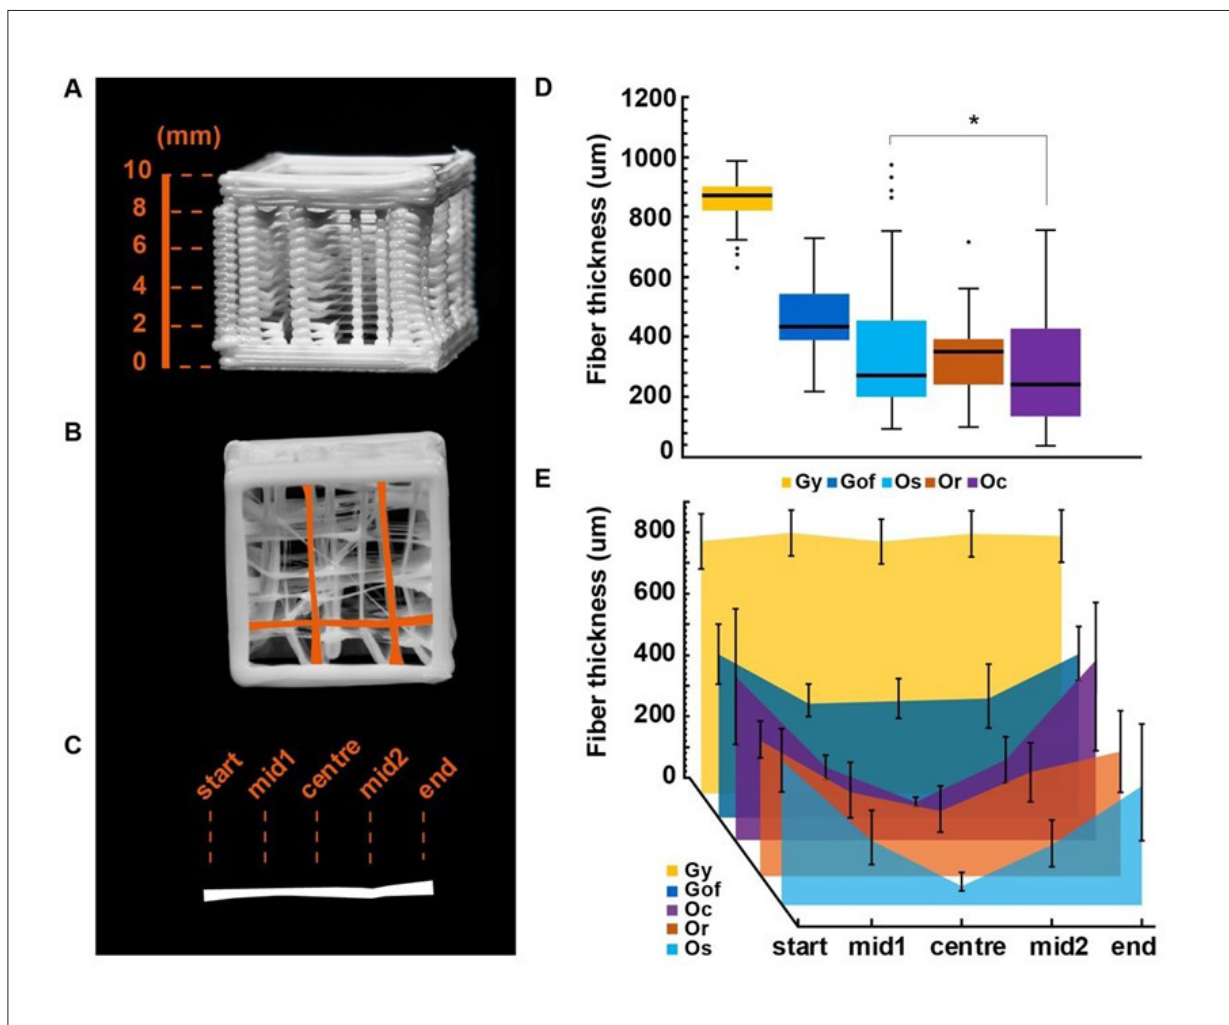 A
(mm)
10
8
6
4
2
0
B
C
start
mid1
centre
mid2
end
D
1200
1000
800
600
400
200
0
Fiber thickness (um)
*
Gy Gof Os Or Oc
E
800
600
400
200
0
Fiber thickness (um)
Gy
Gof
Oc
Or
Os
start mid1 centre mid2 end